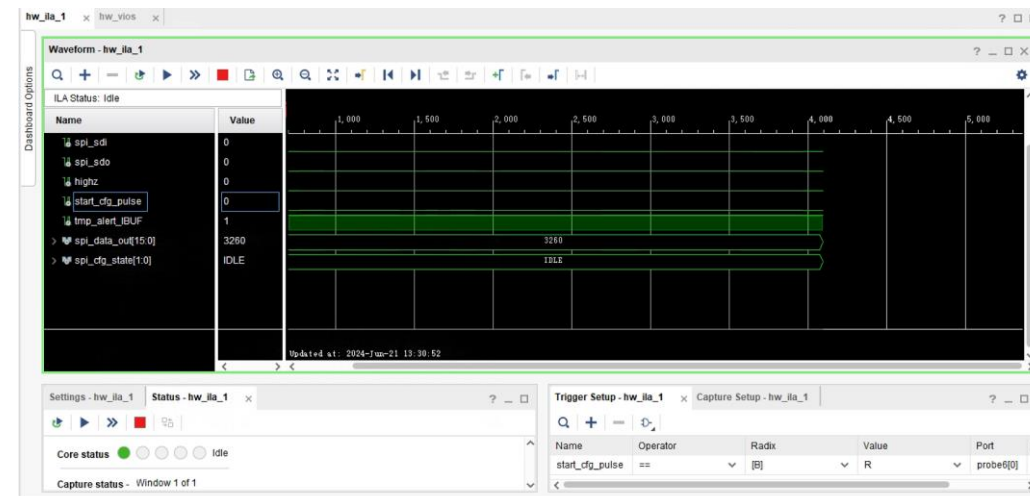 hw_ila_1 × hw_vios × ?
Dashboard Options
Waveform - hw_ila_1 ?
ILA Status: Idle
Name Value
1,000 1,500 2,000 2,500 3,000 3,500 4,000 4,500 5,000
spi_sdi 0
spi_sdo 0
highz 0
start_cfg_pulse 0
tmp_alert_IBUF 1
spi_data_out[15:0] 3260 3260
spi_cfg_state[1:0] IDLE IDLE
Updated at: 2024-Jun-21 13:30:52
Settings - hw_ila_1 Status - hw_ila_1 × ?
Core status Idle
Capture status - Window 1 of 1
Trigger Setup - hw_ila_1 × Capture Setup - hw_ila_1 ?
Name Operator Radix Value Port
start_cfg_pulse == [B] R probe6[0]